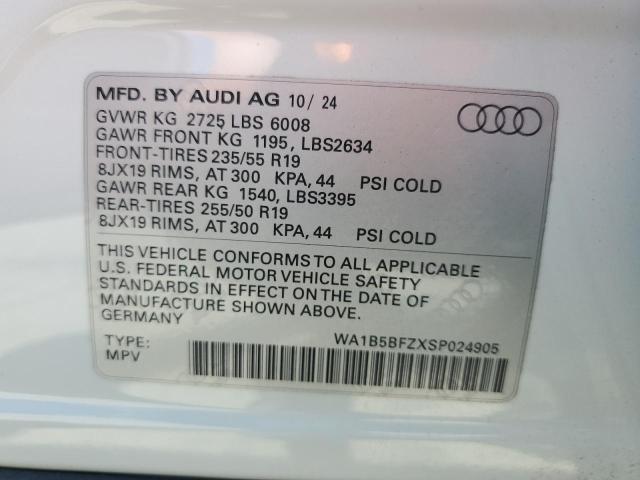 MFD. BY AUDI AG 10/ 24
GVWR KG 2725 LBS 6008
GAWR FRONT KG 1195, LBS2634
FRONT-TIRES 235/55 R19
8JX19 RIMS, AT 300 KPA, 44 PSI COLD
GAWR REAR KG 1540, LBS3395
REAR-TIRES 255/50 R19
8JX19 RIMS, AT 300 KPA, 44 PSI COLD
THIS VEHICLE CONFORMS TO ALL APPLICABLE
U.S. FEDERAL MOTOR VEHICLE SAFETY
STANDARDS IN EFFECT ON THE DATE OF
MANUFACTURE SHOWN ABOVE.
GERMANY
TYPE: WA1B5BFZXSP024905
MPV